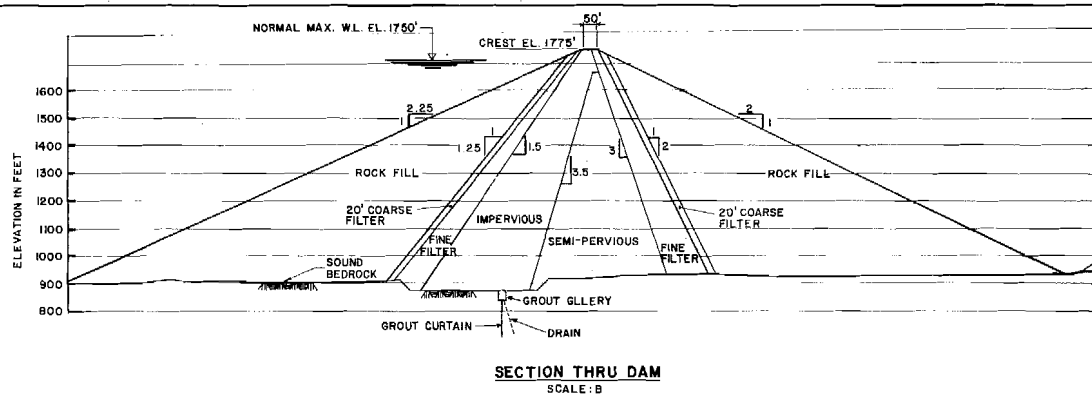 50'
NORMAL MAX. W.L. EL. 1750'
CREST EL. 1775'
1600
1500
1400
1300
1200
1100
1000
900
800
ELEVATION IN FEET
2.25
1
2
1
1
1.25
1
1.5
3
1
2
1
3.5
ROCK FILL
ROCK FILL
20' COARSE
FILTER
20' COARSE
FILTER
IMPERVIOUS
SEMI-PERVIOUS
FINE
FILTER
FINE
FILTER
SOUND
BEDROCK
GROUT GLLERY
GROUT CURTAIN
DRAIN
SECTION THRU DAM
SCALE: B